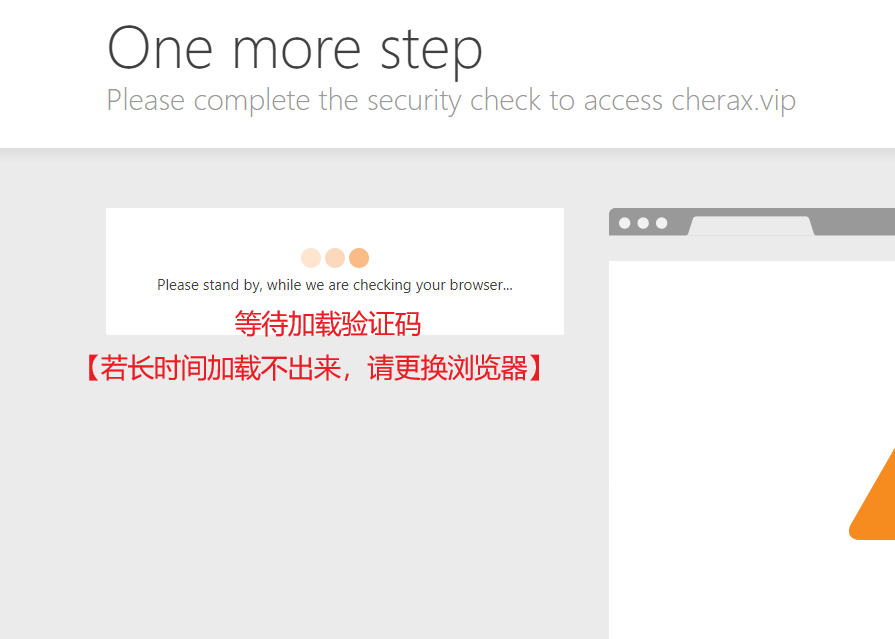 One more step
Please complete the security check to access cherax.vip
Please stand by, while we are checking your browser...
等待加载验证码
【若长时间加载不出来，请更换浏览器】